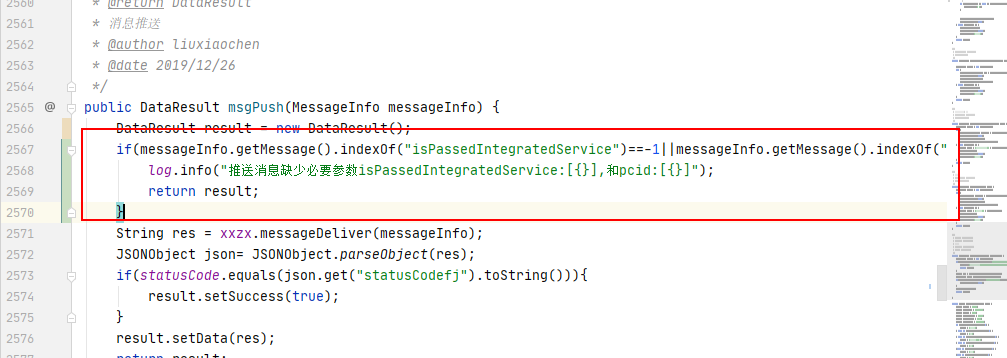 2560 * @return DataResult
2561 * 消息推送
2562 * @author liuxiaochen
2563 * @date 2019/12/26
2564 */
2565 @ public DataResult msgPush(MessageInfo messageInfo) {
2566 DataResult result = new DataResult();
2567 if(messageInfo.getMessage().indexOf("isPassedIntegratedService")==-1||messageInfo.getMessage().indexOf("
2568 log.info("推送消息缺少必要参数isPassedIntegratedService:[{}],和pcid:[{}]");
2569 return result;
2570 }
2571 String res = xxzx.messageDeliver(messageInfo);
2572 JSONObject json= JSONObject.parseObject(res);
2573 if(statusCode.equals(json.get("statusCodefj").toString())){
2574 result.setSuccess(true);
2575 }
2576 result.setData(res);
return result;